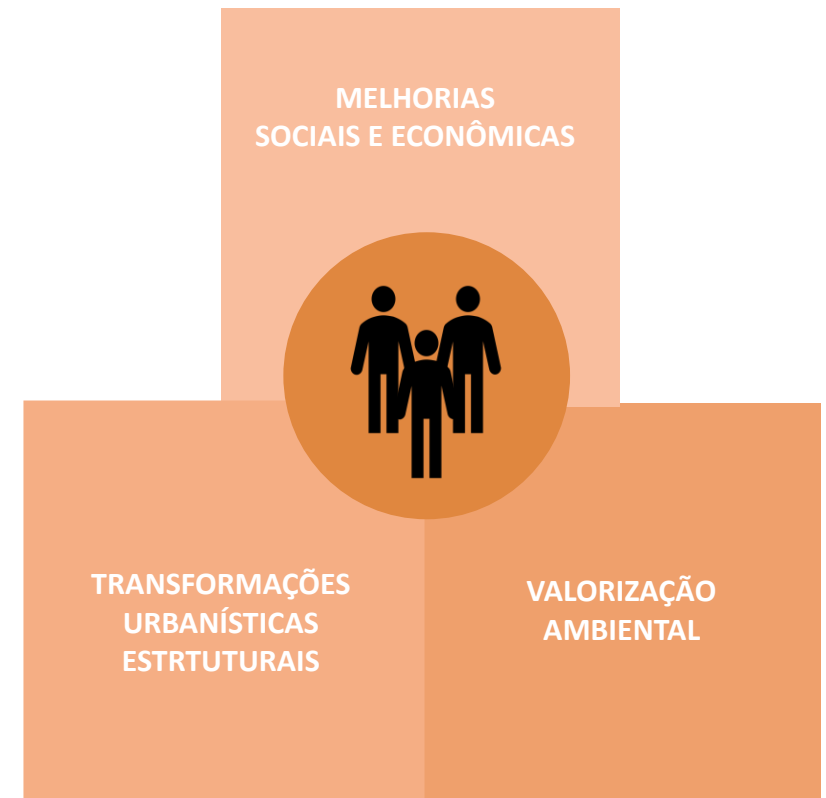 MELHORIAS
SOCIAIS E ECONÔMICAS
TRANSFORMAÇÕES
URBANÍSTICAS
ESTRTUTURAIS
VALORIZAÇÃO
AMBIENTAL